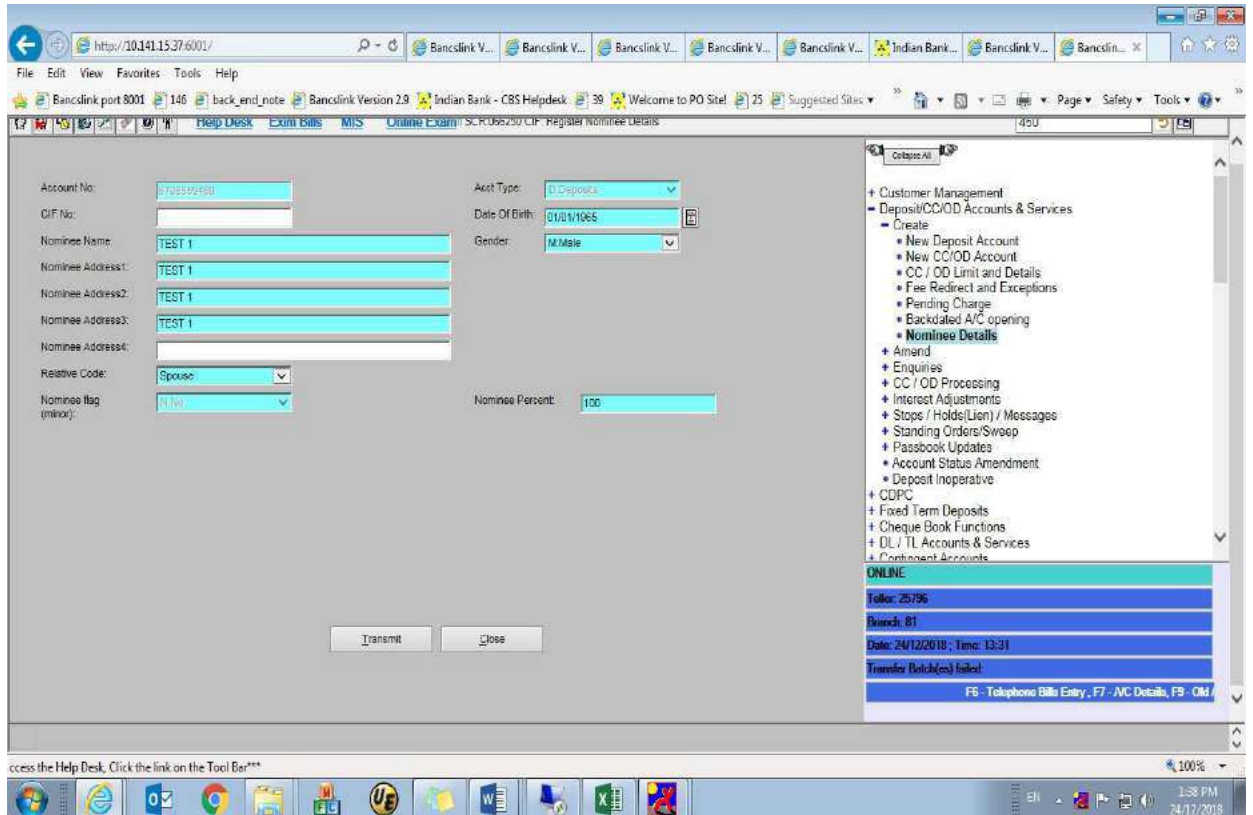 http://10.141.15.37:6001/
Bancslink V...
Bancslink V...
Bancslink V...
Bancslink V...
Bancslink V...
Indian Bank...
Bancslink V...
Bancslin...
File Edit View Favorites Tools Help
Bancslink port 8001 146 back_end_note Bancslink Version 2.9 Indian Bank - CBS Helpdesk 39 Welcome to PO Site! 25 Suggested Sites Page Safety Tools
Help Desk Exim Bills MIS Online Exam SCR:066250 CIF: Register Nominee Details 450
Account No: Acct Type: D:Deposits
CIF No: Date Of Birth: 01/01/1965
Nominee Name: TEST 1 Gender: M:Male
Nominee Address1: TEST 1
Nominee Address2: TEST 1
Nominee Address3: TEST 1
Nominee Address4:
Relative Code: Spouse
Nominee flag (minor): N:No Nominee Percent: 100
Transmit Close
Collapse All
+ Customer Management
- Deposit/CC/OD Accounts & Services
- Create
• New Deposit Account
• New CC/OD Account
• CC / OD Limit and Details
• Fee Redirect and Exceptions
• Pending Charge
• Backdated A/C opening
• Nominee Details
+ Amend
+ Enquiries
+ CC / OD Processing
+ Interest Adjustments
+ Stops / Holds(Lien) / Messages
+ Standing Orders/Sweep
+ Passbook Updates
• Account Status Amendment
• Deposit Inoperative
+ CDPC
+ Fixed Term Deposits
+ Cheque Book Functions
+ DL / TL Accounts & Services
+ Contingent Accounts
ONLINE
Teller: 25796
Branch: 81
Date: 24/12/2018 ; Time: 13:31
Transfer Batch(es) failed:
F6 - Telephone Bills Entry , F7 - A/C Details, F9 - Old
ccess the Help Desk, Click the link on the Tool Bar***
100%
EN
1:38 PM
24/12/2018